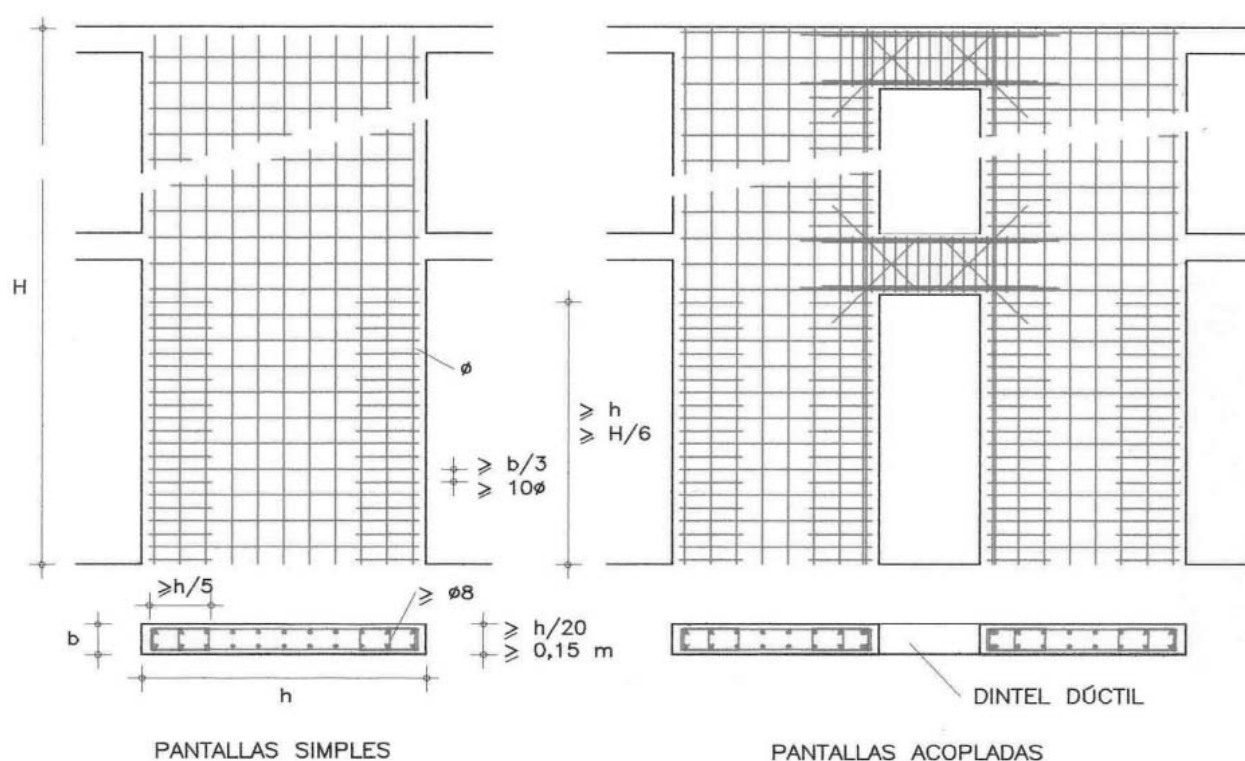 H
ø
⩾ h
⩾ H/6
⩾ b/3
⩾ 10ø
⩾h/5
⩾ ø8
b
⩾ h/20
⩾ 0,15 m
h
DINTEL DÚCTIL
PANTALLAS SIMPLES
PANTALLAS ACOPLADAS